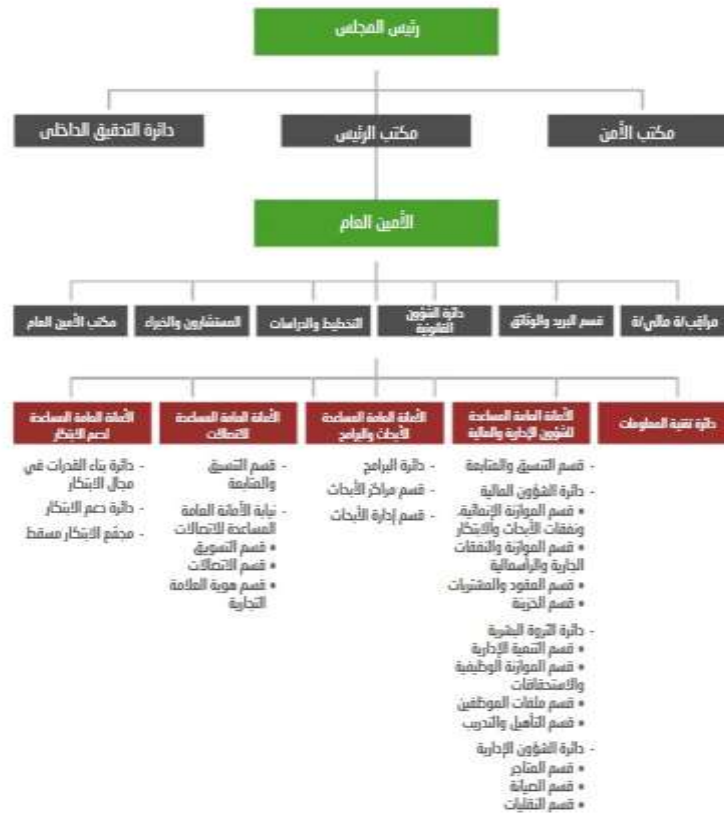 رئيس المجلس
مكتب الأمن
مكتب الرئيس
دائرة التدقيق الداخلي
الأمين العام
مراقب/ة مالي/ة
قسم البريد والوثائق
دائرة الشؤون
القانونية
التخطيط والدراسات
المستشارون والخبراء
مكتب الأمين العام
دائرة تقنية المعلومات
الأمانة العامة المساعدة
للشؤون الإدارية والمالية
- قسم التنسيق والمتابعة
- دائرة الشؤون المالية
• قسم الموازنة الإنمائية،
ونفقات الأبحاث والابتكار
• قسم الموازنة والنفقات
الجارية والرأسمالية
• قسم العقود والمشتريات
• قسم الخزينة
- دائرة الثروة البشرية
• قسم التنمية الإدارية
• قسم الموازنة الوظيفية
والاستحقاقات
• قسم ملفات الموظفين
• قسم التأهيل والتدريب
- دائرة الشؤون الإدارية
• قسم المتاجر
• قسم الصيانة
• قسم النقليات
الأمانة العامة المساعدة
الأبحاث والبرامج
- دائرة البرامج
- قسم مراكز الأبحاث
- قسم إدارة الأبحاث
الأمانة العامة المساعدة
الاتصالات
- قسم التنسيق
والمتابعة
- نيابة الأمانة العامة
المساعدة للاتصالات
• قسم التسويق
• قسم الاتصالات
• قسم هوية العلامة
التجارية
الأمانة العامة المساعدة
لدعم الابتكار
- دائرة بناء القدرات في
مجال الابتكار
- دائرة دعم الابتكار
- مجمّع الابتكار مسقط